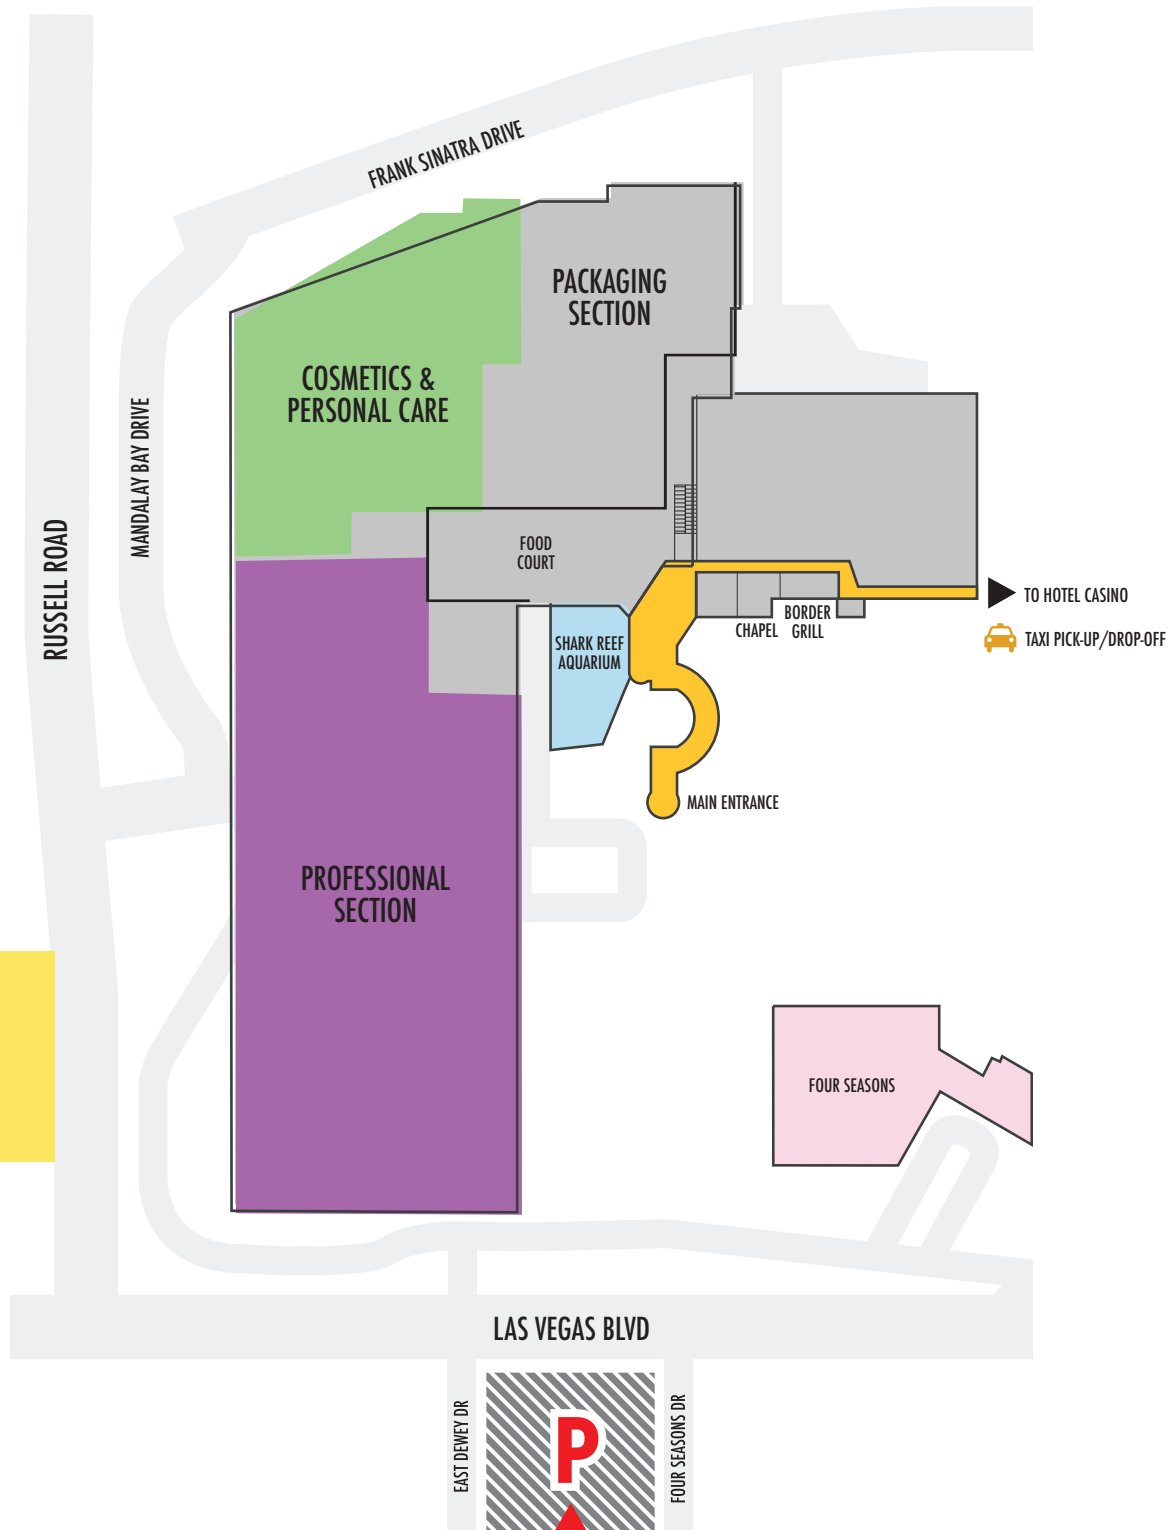 FRANK SINATRA DRIVE
PACKAGING
SECTION
COSMETICS &
PERSONAL CARE
MANDALAY BAY DRIVE
RUSSELL ROAD
FOOD
COURT
TO HOTEL CASINO
SHARK REEF
AQUARIUM
CHAPEL
BORDER
GRILL
TAXI PICK-UP/DROP-OFF
MAIN ENTRANCE
PROFESSIONAL
SECTION
FOUR SEASONS
LAS VEGAS BLVD
EAST DEWEY DR
P
FOUR SEASONS DR